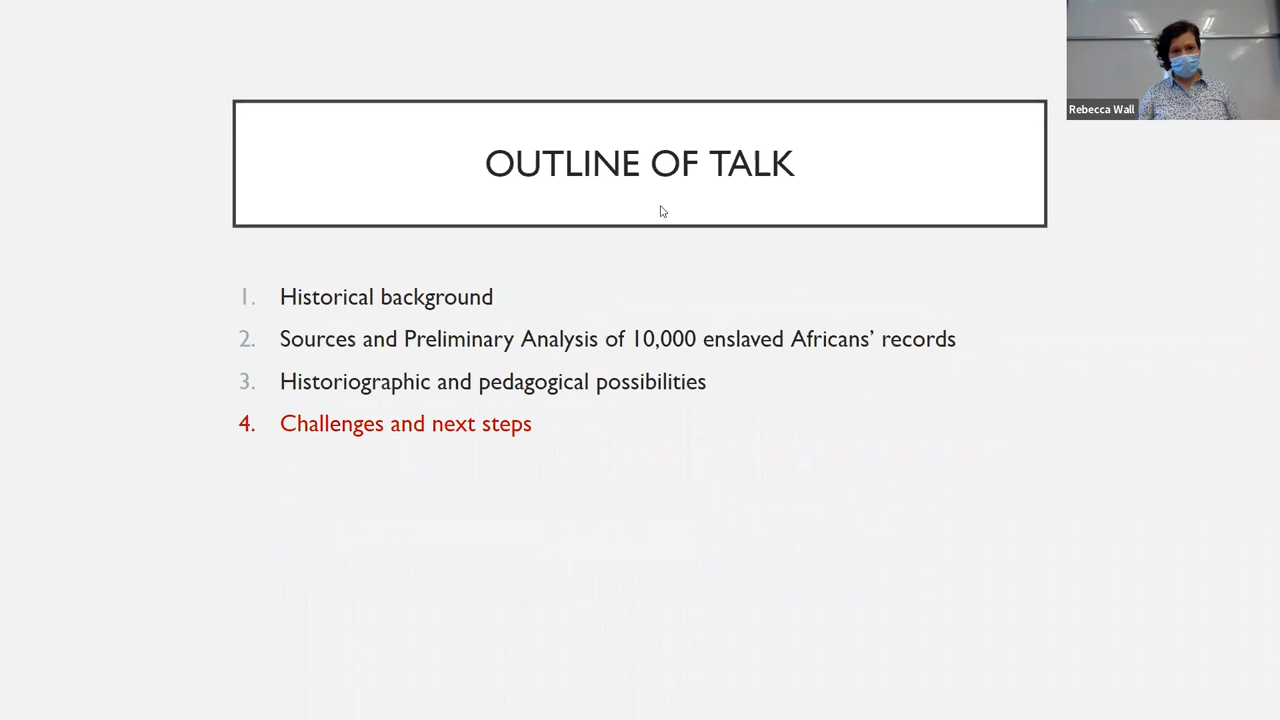 Rebecca Wall
OUTLINE OF TALK
1. Historical background
2. Sources and Preliminary Analysis of 10,000 enslaved Africans’ records
3. Historiographic and pedagogical possibilities
4. Challenges and next steps